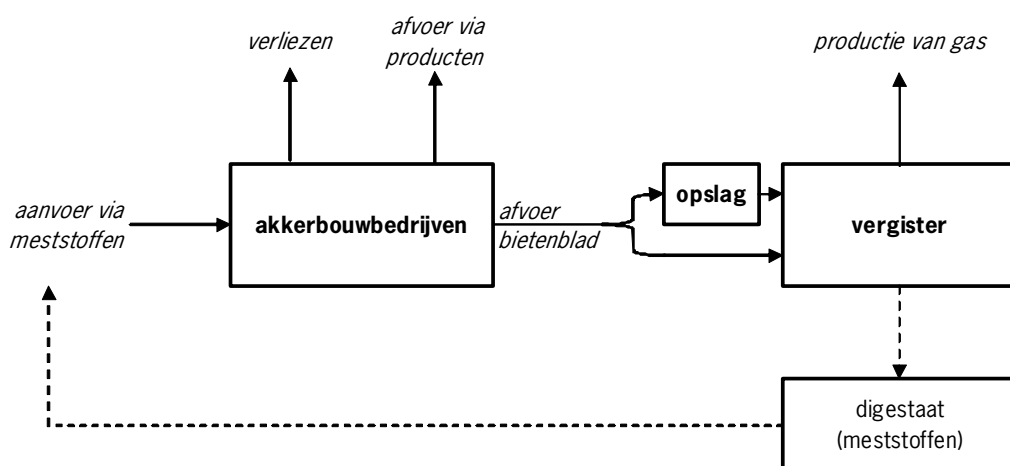 verliezen
afvoer via
producten
productie van gas
aanvoer via
meststoffen
akkerbouwbedrijven
afvoer
bietenblad
opslag
vergister
digestaat
(meststoffen)